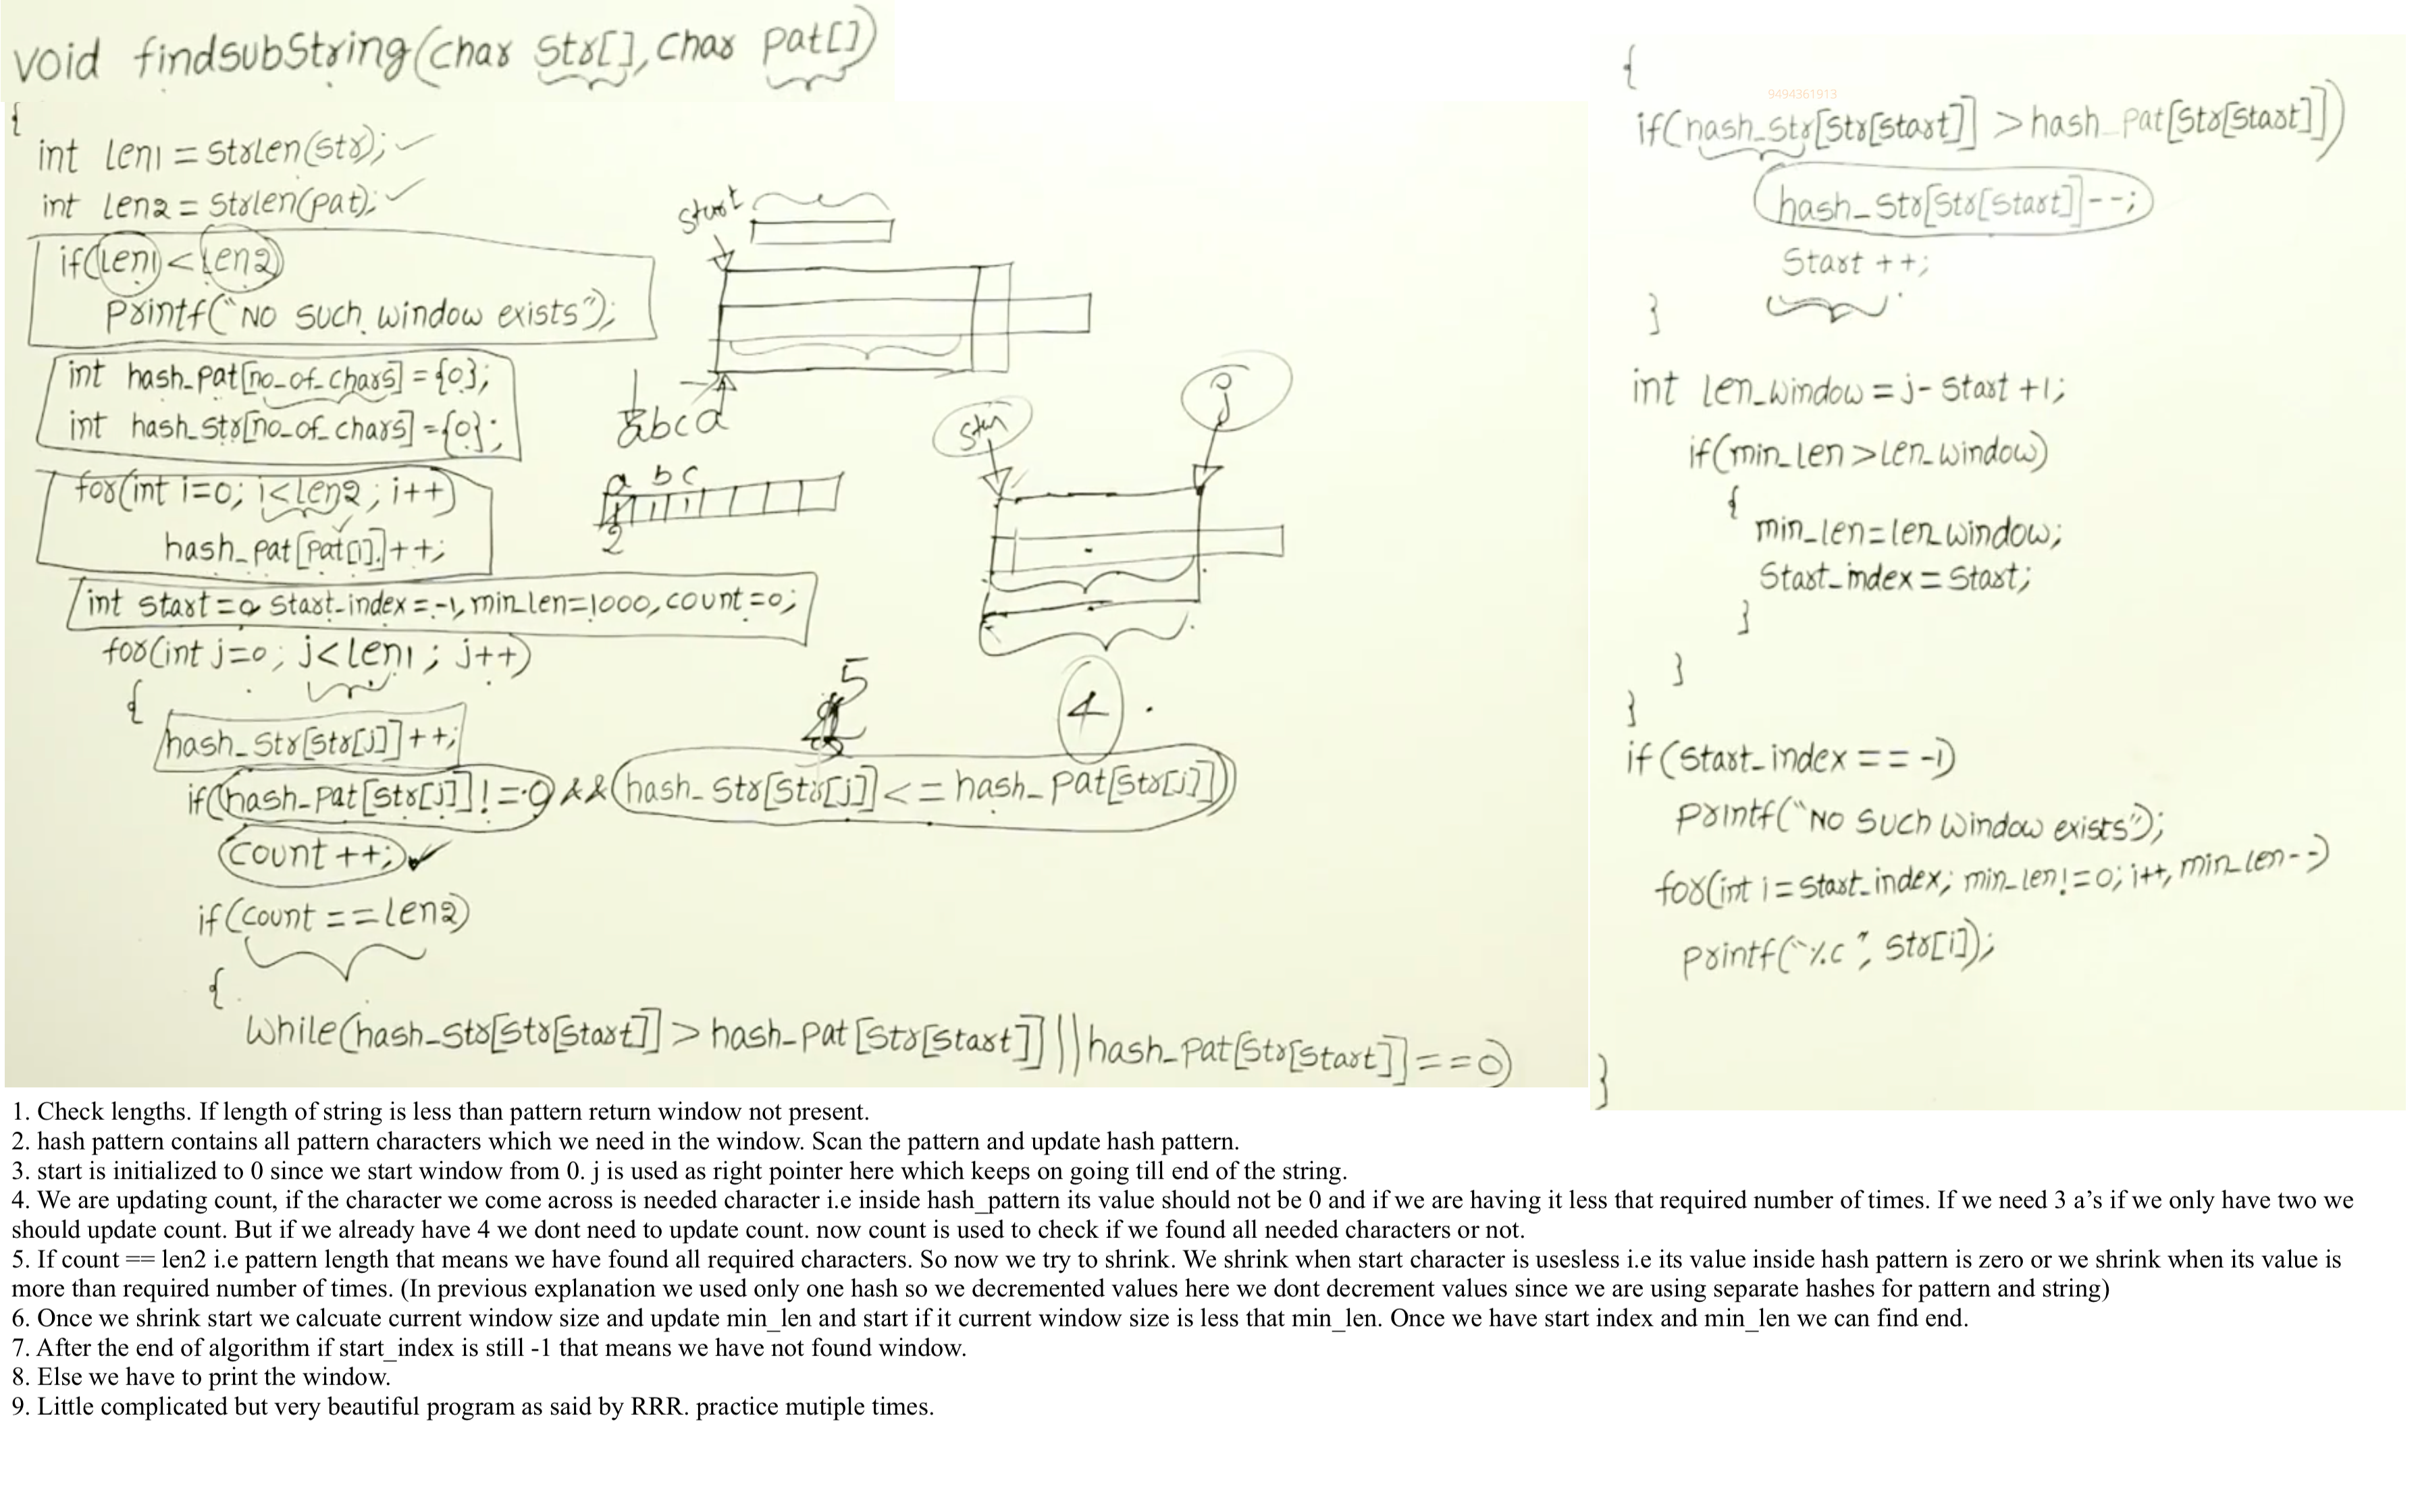 void findsubString(char str[], char pat[])
{
int len1 = strlen(str);
int len2 = strlen(pat);
if(len1 < len2)
printf("NO such window exists");
int hash_pat[no_of_chars] = {0};
int hash_str[no_of_chars] = {0};
for(int i=0; i<len2; i++)
hash_pat[pat[i]]++;
int start=0, start_index=-1, min_len=1000, count=0;
for(int j=0; j<len1; j++)
{
hash_str[str[j]]++;
if(hash_pat[str[j]]!=0 && (hash_str[str[j]] <= hash_pat[str[j]]))
count++;
if(count==len2)
{
while(hash_str[str[start]] > hash_pat[str[start]] || hash_pat[str[start]]==0)
start
abcd
a b c
2
j
5
4
{
9494361913
if(hash_str[str[start]] > hash_pat[str[start]])
hash_str[str[start]]--;
start++;
}
int len_window = j-start+1;
if(min_len > len_window)
{
min_len=len_window;
start_index=start;
}
}
}
if(start_index == -1)
printf("NO such window exists");
for(int i=start_index; min_len!=0; i++, min_len--)
printf("%c", str[i]);
}
1. Check lengths. If length of string is less than pattern return window not present.
2. hash pattern contains all pattern characters which we need in the window. Scan the pattern and update hash pattern.
3. start is initialized to 0 since we start window from 0. j is used as right pointer here which keeps on going till end of the string.
4. We are updating count, if the character we come across is needed character i.e inside hash_pattern its value should not be 0 and if we are having it less that required number of times. If we need 3 a’s if we only have two we
should update count. But if we already have 4 we dont need to update count. now count is used to check if we found all needed characters or not.
5. If count == len2 i.e pattern length that means we have found all required characters. So now we try to shrink. We shrink when start character is usesless i.e its value inside hash pattern is zero or we shrink when its value is
more than required number of times. (In previous explanation we used only one hash so we decremented values here we dont decrement values since we are using separate hashes for pattern and string)
6. Once we shrink start we calcuate current window size and update min_len and start if it current window size is less that min_len. Once we have start index and min_len we can find end.
7. After the end of algorithm if start_index is still -1 that means we have not found window.
8. Else we have to print the window.
9. Little complicated but very beautiful program as said by RRR. practice mutiple times.